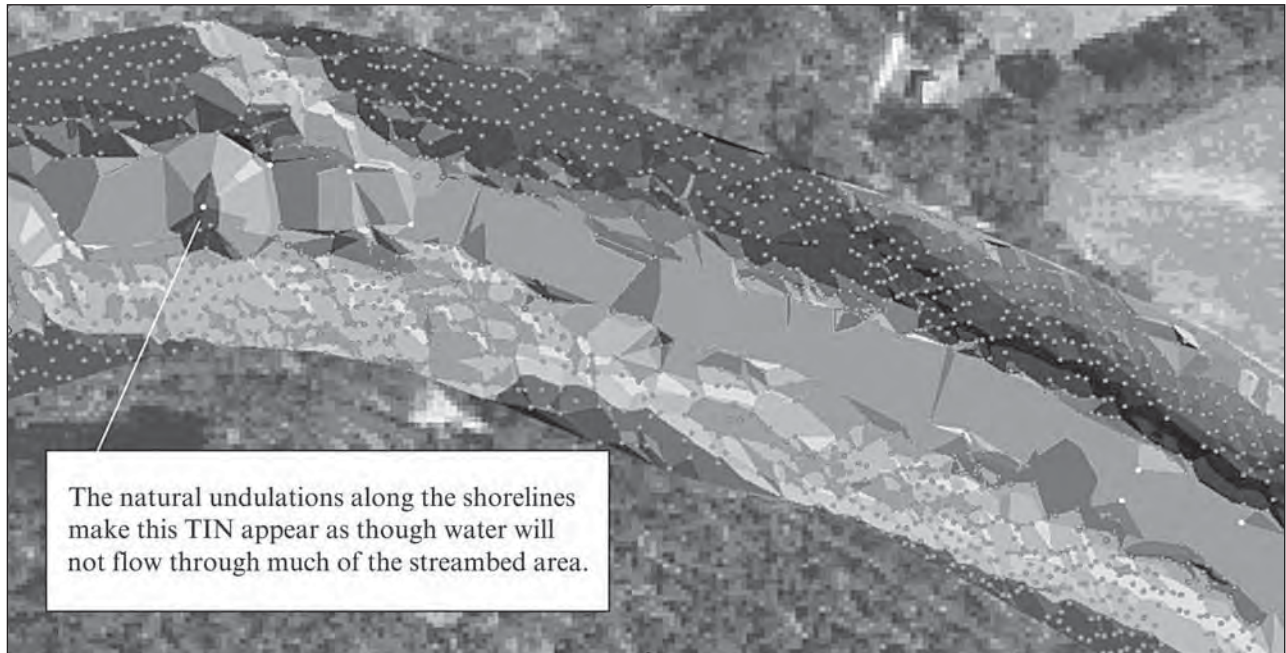 The natural undulations along the shorelines
make this TIN appear as though water will
not flow through much of the streambed area.